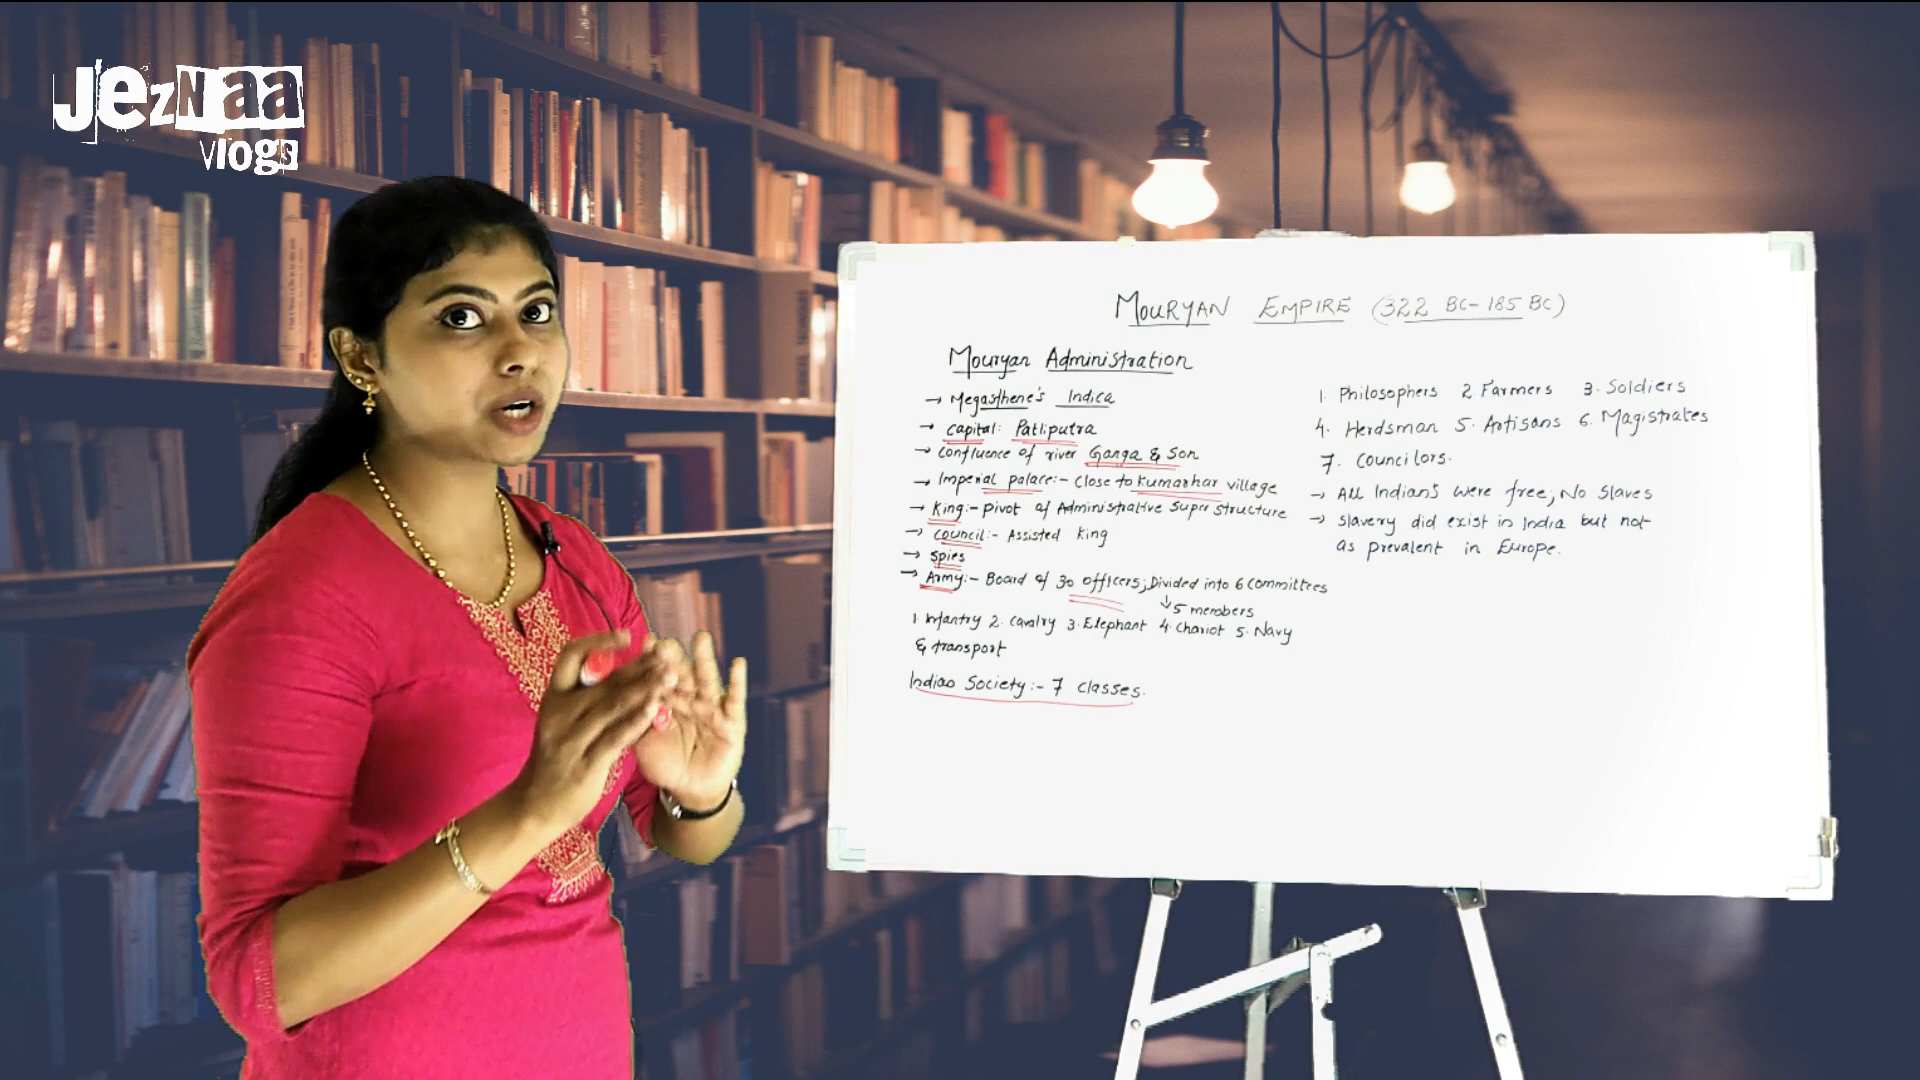 JEZNAA
vlogs
MOURYAN EMPIRE (322 BC-185 BC)
Mouryan Administration
→ Megasthene's Indica
→ Capital: Patliputra
→ Confluence of river Ganga & Son
→ Imperial palace:- Close to Kumarhar village
→ King:- pivot of Administrative Super structure
→ Council:- Assisted King
→ Spies
→ Army:- Board of 30 officers; Divided into 6 Committees
↓ 5 members
1. Infantry 2. Cavalry 3. Elephant 4. Chariot 5. Navy
& transport
Indian Society:- 7 classes.
1. Philosophers 2 Farmers 3. Soldiers
4. Herdsman 5. Artisans 6. Magistrates
7. Councilors.
→ All Indian's were free, No slaves
→ Slavery did exist in India but not
as prevalent in Europe.